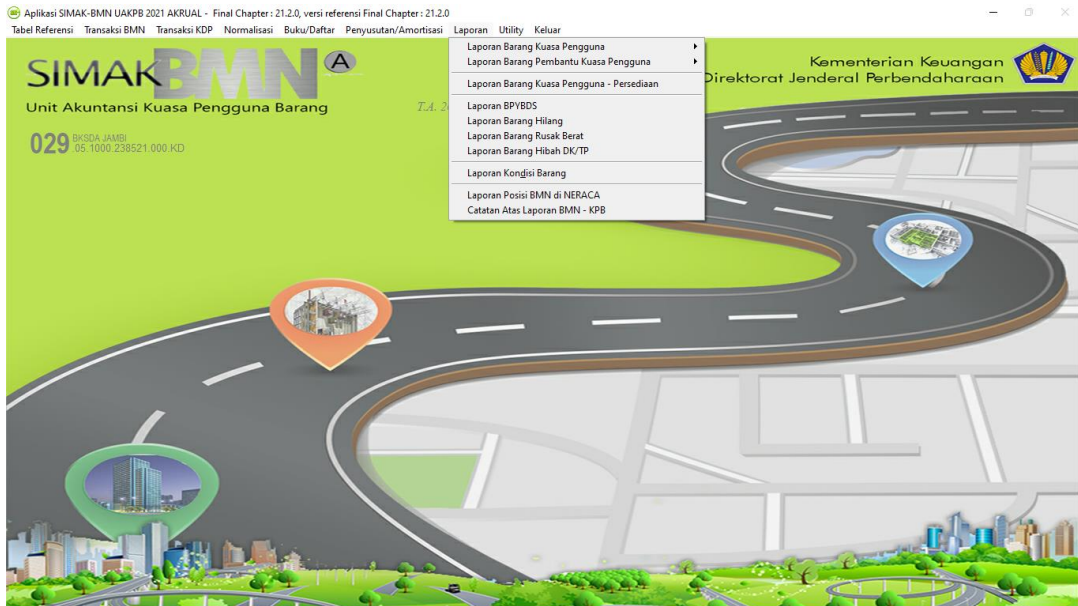 Aplikasi SIMAK-BMN UAKPB 2021 AKRUAL - Final Chapter : 21.2.0, versi referensi Final Chapter : 21.2.0
Tabel Referensi Transaksi BMN Transaksi KDP Normalisasi Buku/Daftar Penyusutan/Amortisasi Laporan Utility Keluar
Laporan Barang Kuasa Pengguna
Laporan Barang Pembantu Kuasa Pengguna
Laporan Barang Kuasa Pengguna - Persediaan
Laporan BPYBDS
Laporan Barang Hilang
Laporan Barang Rusak Berat
Laporan Barang Hibah DK/TP
Laporan Kondisi Barang
Laporan Posisi BMN di NERACA
Catatan Atas Laporan BMN - KPB
SIMAK BMN A
Unit Akuntansi Kuasa Pengguna Barang
T.A. 2
029 BKSDA JAMBI
.05.1000.238521.000.KD
Kementerian Keuangan
Direktorat Jenderal Perbendaharaan